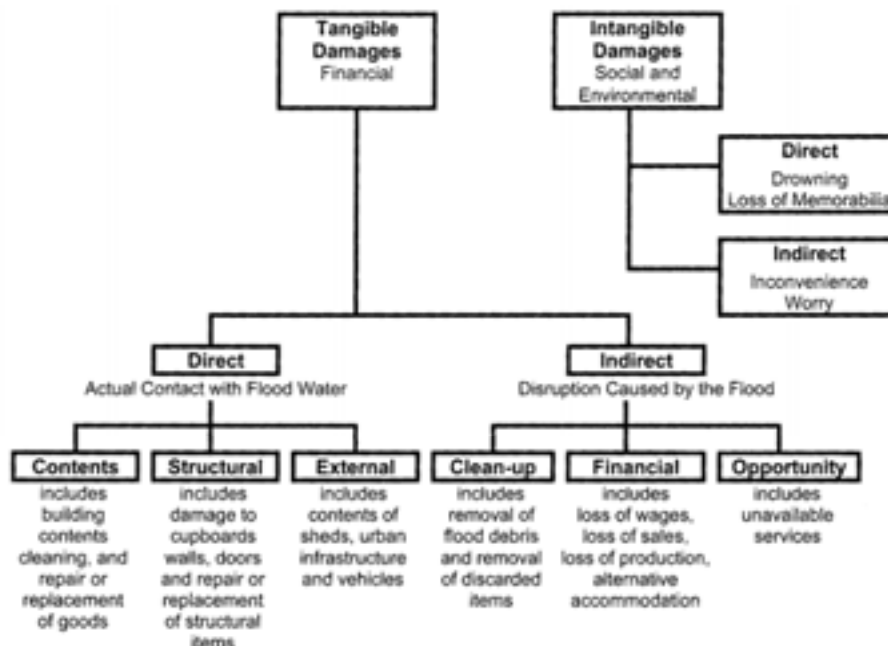 Tangible
Damages
Financial
Intangible
Damages
Social and
Environmental
Direct
Drowning
Loss of Memorabilia
Indirect
Inconvenience
Worry
Direct
Actual Contact with Flood Water
Indirect
Disruption Caused by the Flood
Contents
includes
building
contents
cleaning, and
repair or
replacement
of goods
Structural
includes
damage to
cupboards
walls, doors
and repair or
replacement
of structural
items
External
includes
contents of
sheds, urban
infrastructure
and vehicles
Clean-up
includes
removal of
flood debris
and removal
of discarded
items
Financial
includes
loss of wages,
loss of sales,
loss of production,
alternative
accommodation
Opportunity
includes
unavailable
services